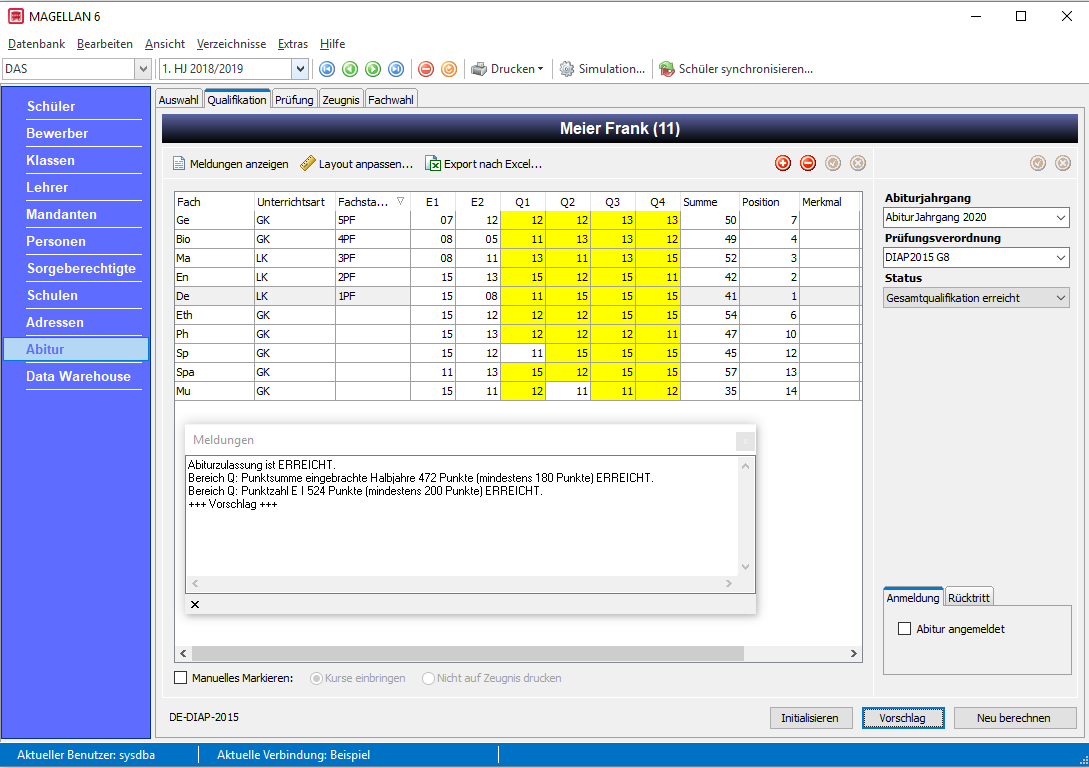 MAGELLAN 6
Datenbank Bearbeiten Ansicht Verzeichnisse Extras Hilfe
DAS 1. HJ 2018/2019 Drucken Simulation... Schüler synchronisieren...
Schüler
Bewerber
Klassen
Lehrer
Mandanten
Personen
Sorgeberechtigte
Schulen
Adressen
Abitur
Data Warehouse
Auswahl Qualifikation Prüfung Zeugnis Fachwahl
Meier Frank (11)
Meldungen anzeigen Layout anpassen... Export nach Excel...
Fach Unterrichtsart Fachsta... E1 E2 Q1 Q2 Q3 Q4 Summe Position Merkmal
Ge GK 5PF 07 12 12 12 13 13 50 7
Bio GK 4PF 08 05 11 13 13 12 49 4
Ma LK 3PF 08 11 13 11 13 15 52 3
En LK 2PF 15 13 15 12 15 11 42 2
De LK 1PF 15 08 11 15 15 15 41 1
Eth GK 15 12 12 12 15 15 54 6
Ph GK 15 13 12 12 12 11 47 10
Sp GK 15 12 11 15 15 15 45 12
Spa GK 11 13 15 12 15 15 57 13
Mu GK 15 11 12 11 11 12 35 14
Meldungen
Abiturzulassung ist ERREICHT.
Bereich Q: Punktsumme eingebrachte Halbjahre 472 Punkte (mindestens 180 Punkte) ERREICHT.
Bereich Q: Punktzahl E I 524 Punkte (mindestens 200 Punkte) ERREICHT.
+++ Vorschlag +++
Manuelles Markieren: Kurse einbringen Nicht auf Zeugnis drucken
Abiturjahrgang
AbiturJahrgang 2020
Prüfungsverordnung
DIAP2015 G8
Status
Gesamtqualifikation erreicht
Anmeldung Rücktritt
Abitur angemeldet
DE-DIAP-2015 Initialisieren Vorschlag Neu berechnen
Aktueller Benutzer: sysdba Aktuelle Verbindung: Beispiel